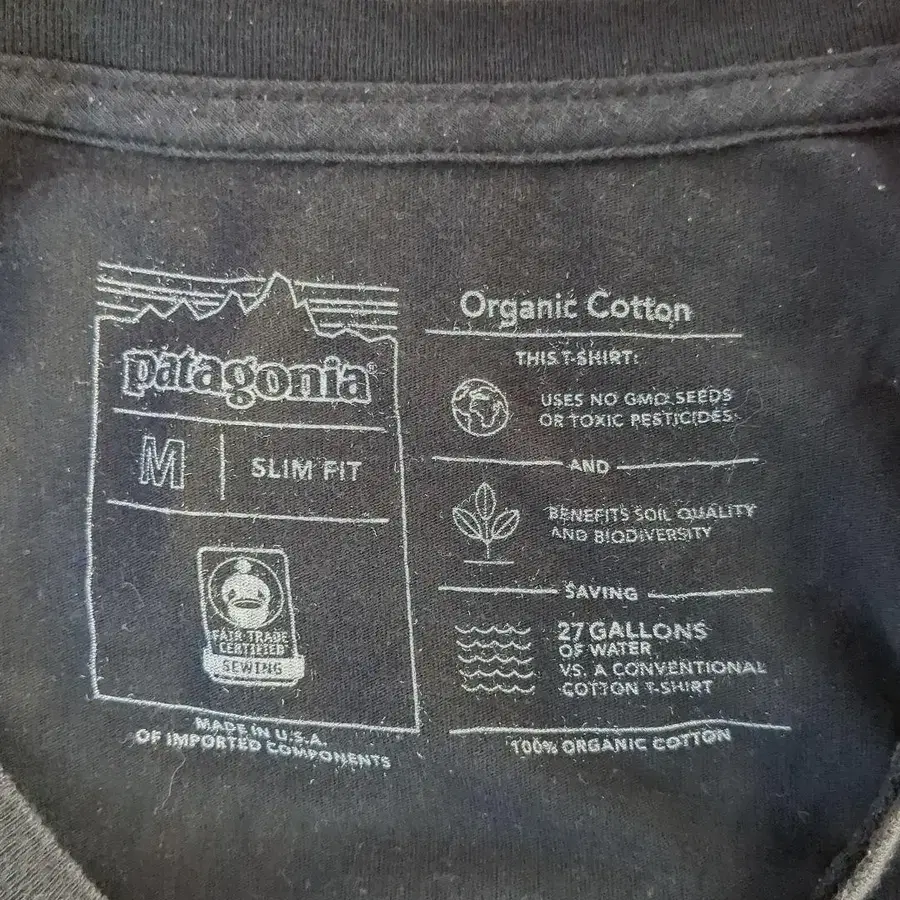 patagonia®
M
SLIM FIT
FAIR TRADE
CERTIFIED
SEWING
MADE IN U.S.A.
OF IMPORTED COMPONENTS
Organic Cotton
THIS T-SHIRT:
USES NO GMO SEEDS
OR TOXIC PESTICIDES
AND
BENEFITS SOIL QUALITY
AND BIODIVERSITY
SAVING
27 GALLONS
OF WATER
VS. A CONVENTIONAL
COTTON T-SHIRT
100% ORGANIC COTTON